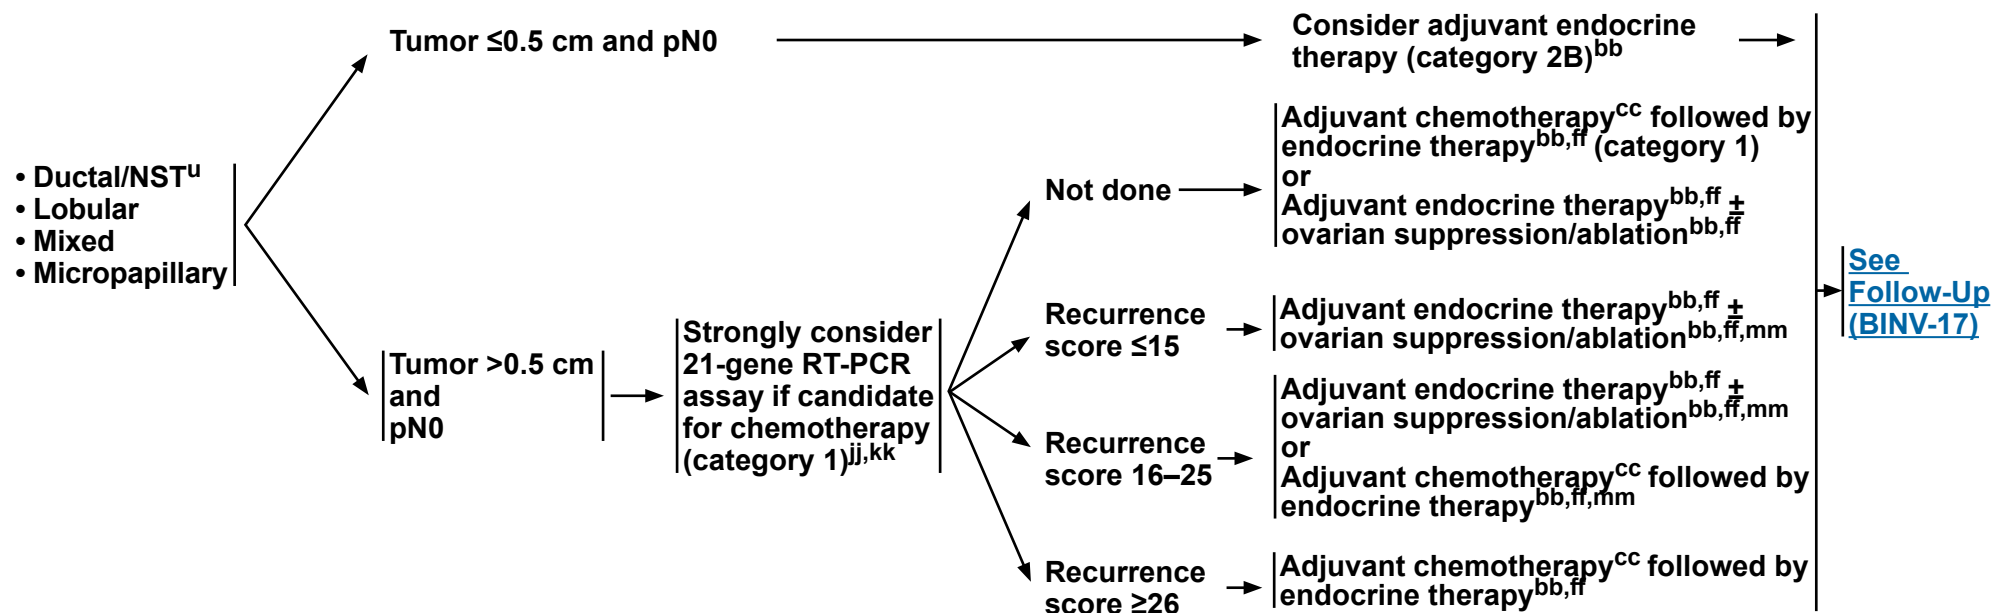 • Ductal/NSTu
• Lobular
• Mixed
• Micropapillary
Tumor ≤0.5 cm and pN0
Consider adjuvant endocrine
therapy (category 2B)bb
Tumor >0.5 cm
and
pN0
Strongly consider
21-gene RT-PCR
assay if candidate
for chemotherapy
(category 1)jj,kk
Not done
Adjuvant chemotherapycc followed by
endocrine therapybb,ff (category 1)
or
Adjuvant endocrine therapybb,ff ±
ovarian suppression/ablationbb,ff
Recurrence
score ≤15
Adjuvant endocrine therapybb,ff ±
ovarian suppression/ablationbb,ff,mm
Recurrence
score 16–25
Adjuvant endocrine therapybb,ff ±
ovarian suppression/ablationbb,ff,mm
or
Adjuvant chemotherapycc followed by
endocrine therapybb,ff,mm
Recurrence
score ≥26
Adjuvant chemotherapycc followed by
endocrine therapybb,ff
See
Follow-Up
(BINV-17)